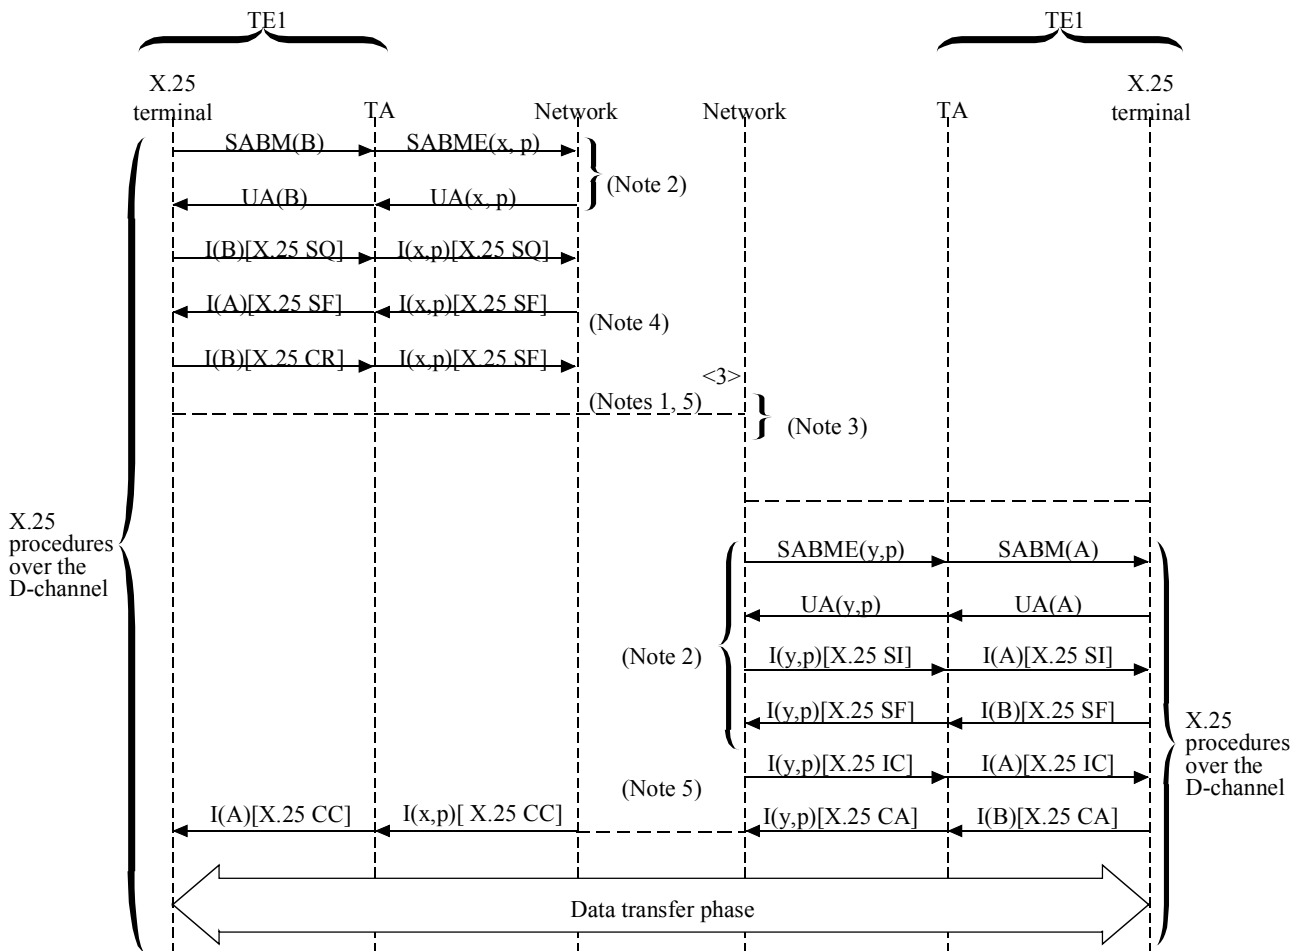 TE1 TE1
X.25 terminal TA Network Network TA X.25 terminal
SABM(B) SABME(x, p)
(Note 2)
UA(B) UA(x, p)
I(B)[X.25 SQ] I(x,p)[X.25 SQ]
I(A)[X.25 SF] I(x,p)[X.25 SF]
(Note 4)
I(B)[X.25 CR] I(x,p)[X.25 SF]
<3>
(Notes 1, 5)
(Note 3)
X.25
procedures
over the
D-channel
SABME(y,p) SABM(A)
UA(y,p) UA(A)
(Note 2)
I(y,p)[X.25 SI] I(A)[X.25 SI]
I(y,p)[X.25 SF] I(B)[X.25 SF]
X.25
procedures
over the
D-channel
I(y,p)[X.25 IC] I(A)[X.25 IC]
(Note 5)
I(A)[X.25 CC] I(x,p)[ X.25 CC] I(y,p)[X.25 CA] I(B)[X.25 CA]
Data transfer phase